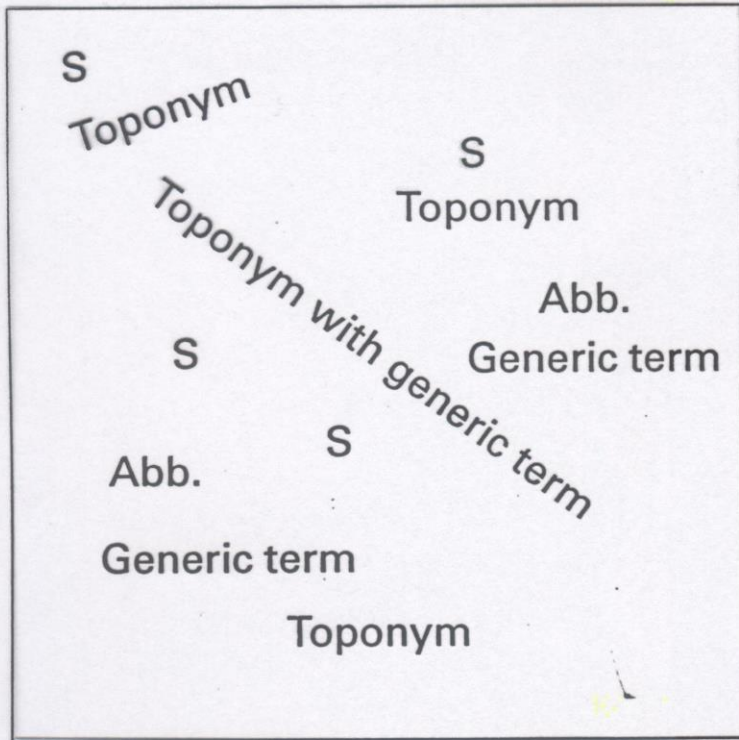 S
Toponym
S
Toponym
Toponym with generic term
Abb.
Generic term
S
S
Abb.
Generic term
Toponym